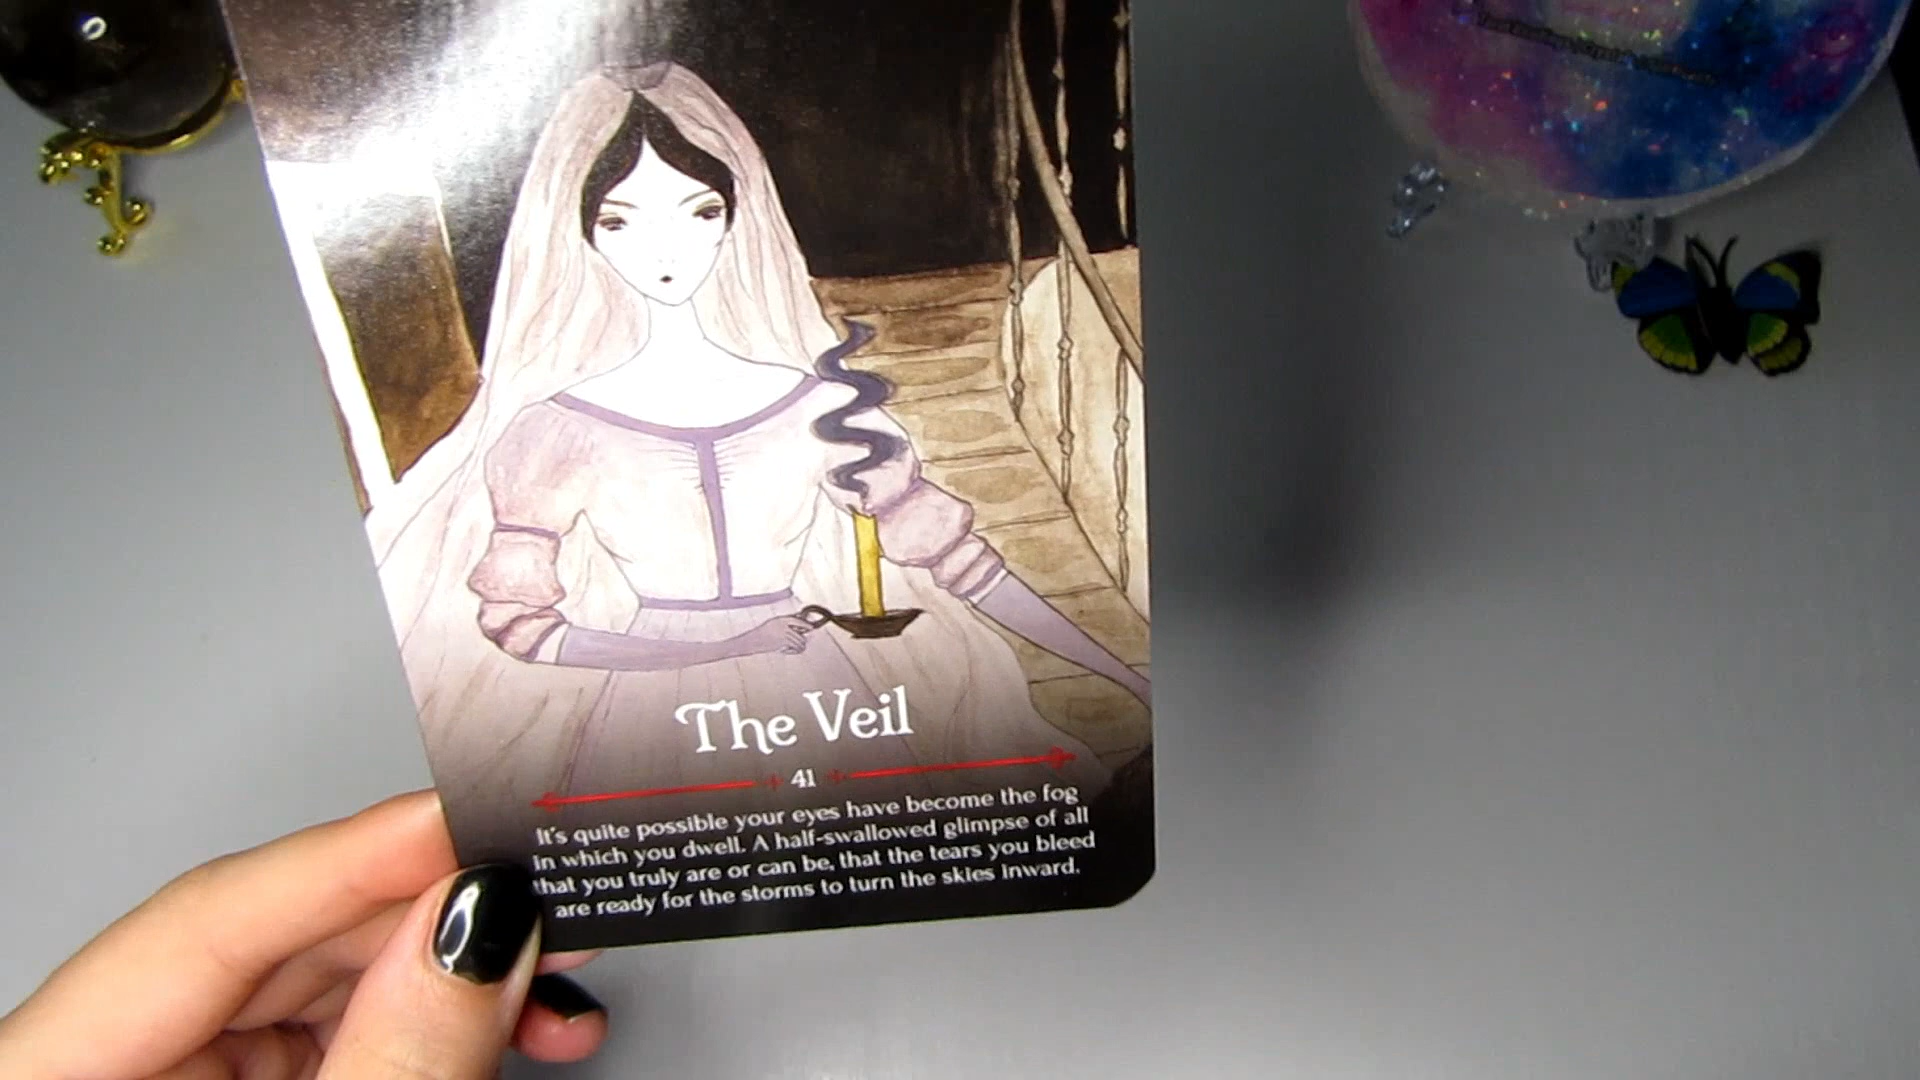 The Veil
41
It's quite possible your eyes have become the fog
in which you dwell. A half-swallowed glimpse of all
that you truly are or can be, that the tears you bleed
are ready for the storms to turn the skies inward.